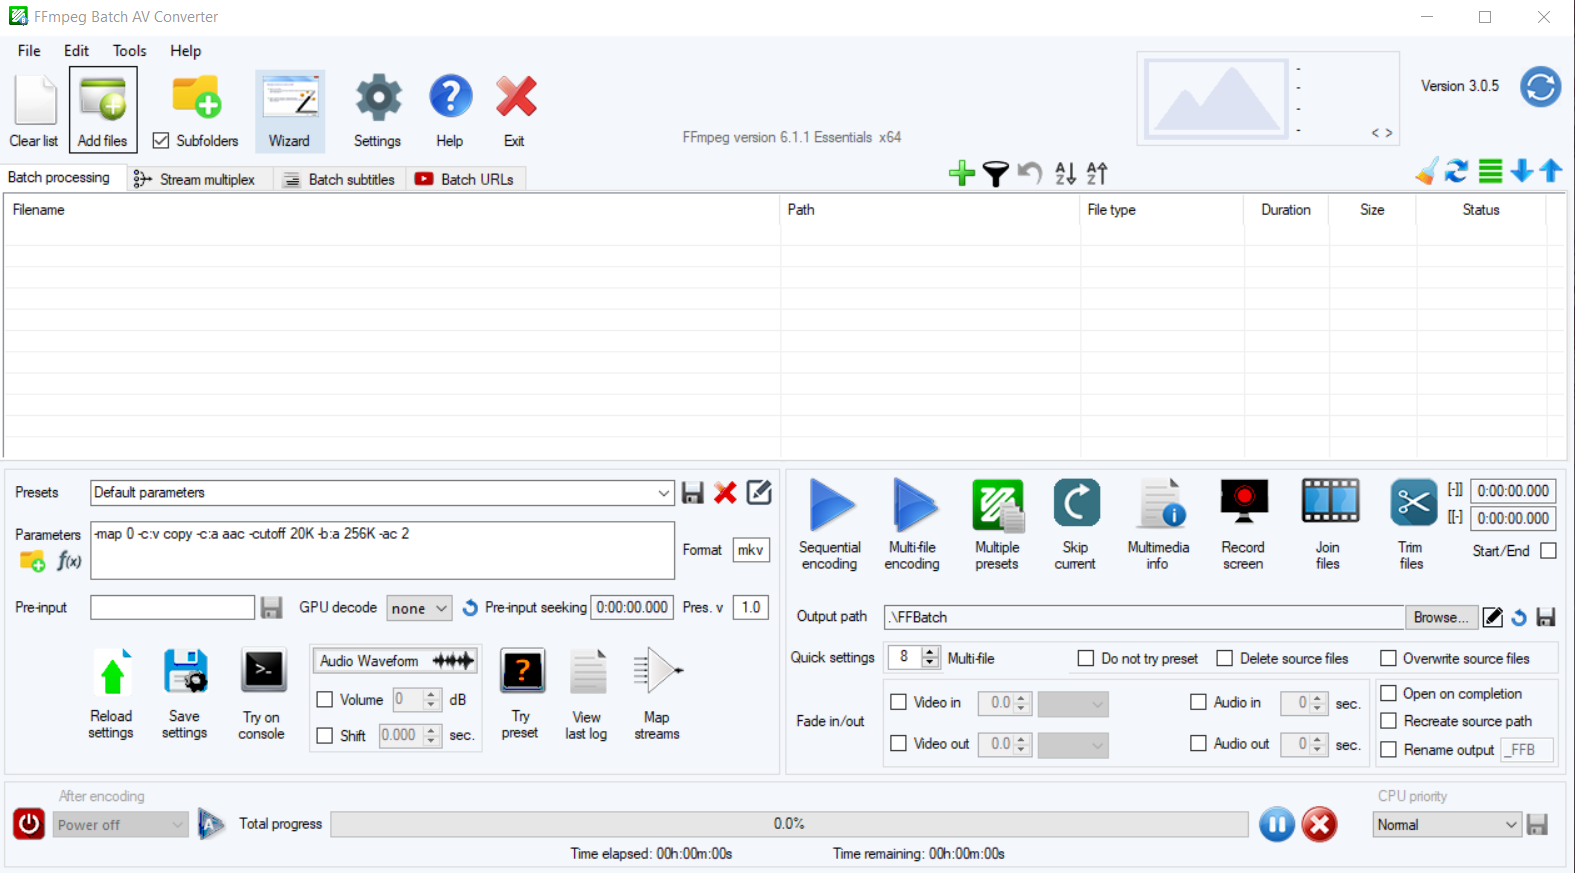 FFmpeg Batch AV Converter
File Edit Tools Help
Clear list Add files Subfolders Wizard Settings Help Exit
FFmpeg version 6.1.1 Essentials x64
-
-
-
-
< >
Version 3.0.5
Batch processing Stream multiplex Batch subtitles Batch URLs
Filename Path File type Duration Size Status
Presets Default parameters
Parameters -map 0 -c:v copy -c:a aac -cutoff 20K -b:a 256K -ac 2
f(x)
Format mkv
Pre-input GPU decode none Pre-input seeking 0:00:00.000 Pres. v 1.0
Audio Waveform
Volume 0 dB
Shift 0.000 sec.
Reload settings
Save settings
Try on console
Try preset
View last log
Map streams
Sequential encoding
Multi-file encoding
Multiple presets
Skip current
Multimedia info
Record screen
Join files
Trim files
[-]] 0:00:00.000
[[-] 0:00:00.000
Start/End
Output path .\FFBatch Browse...
Quick settings 8 Multi-file Do not try preset Delete source files Overwrite source files
Fade in/out
Video in 0.0 Audio in 0 sec.
Video out 0.0 Audio out 0 sec.
Open on completion
Recreate source path
Rename output _FFB
After encoding
Power off
Total progress 0.0%
Time elapsed: 00h:00m:00s Time remaining: 00h:00m:00s
CPU priority
Normal